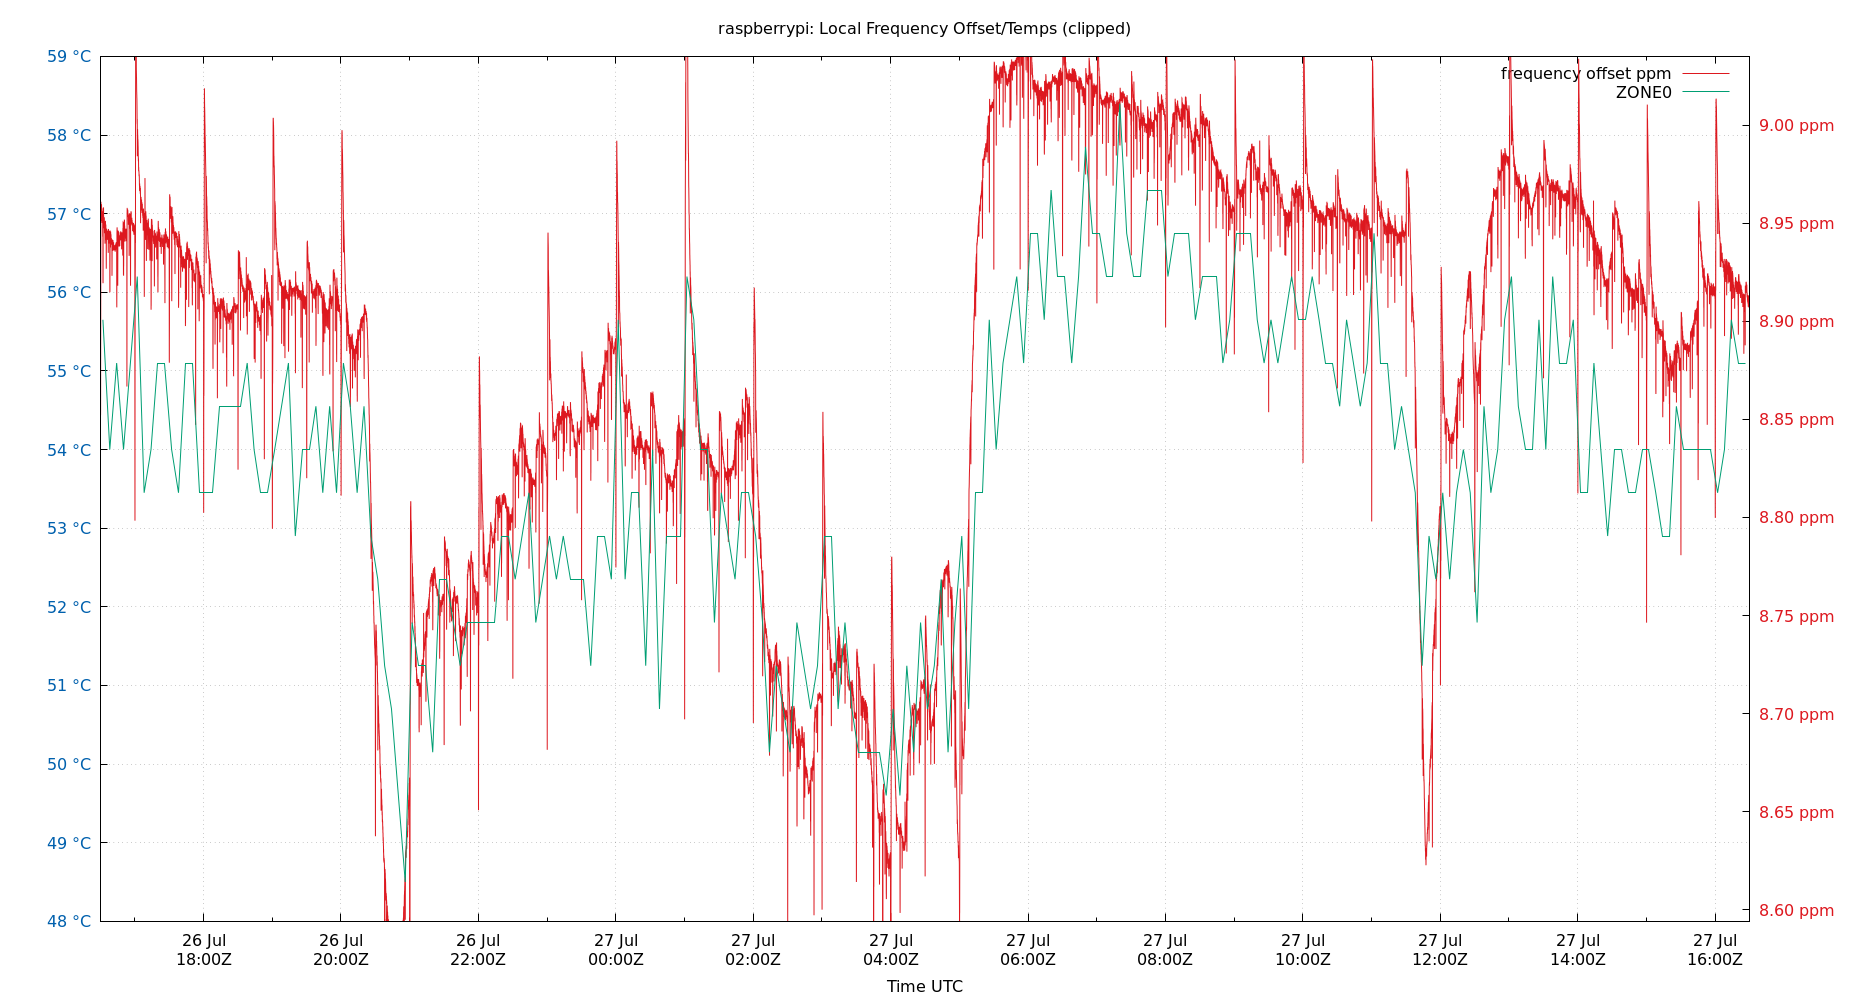 raspberrypi: Local Frequency Offset/Temps (clipped)
frequency offset ppm
ZONE0
59 °C
58 °C
57 °C
56 °C
55 °C
54 °C
53 °C
52 °C
51 °C
50 °C
49 °C
48 °C
9.00 ppm
8.95 ppm
8.90 ppm
8.85 ppm
8.80 ppm
8.75 ppm
8.70 ppm
8.65 ppm
8.60 ppm
26 Jul
18:00Z
26 Jul
20:00Z
26 Jul
22:00Z
27 Jul
00:00Z
27 Jul
02:00Z
27 Jul
04:00Z
27 Jul
06:00Z
27 Jul
08:00Z
27 Jul
10:00Z
27 Jul
12:00Z
27 Jul
14:00Z
27 Jul
16:00Z
Time UTC